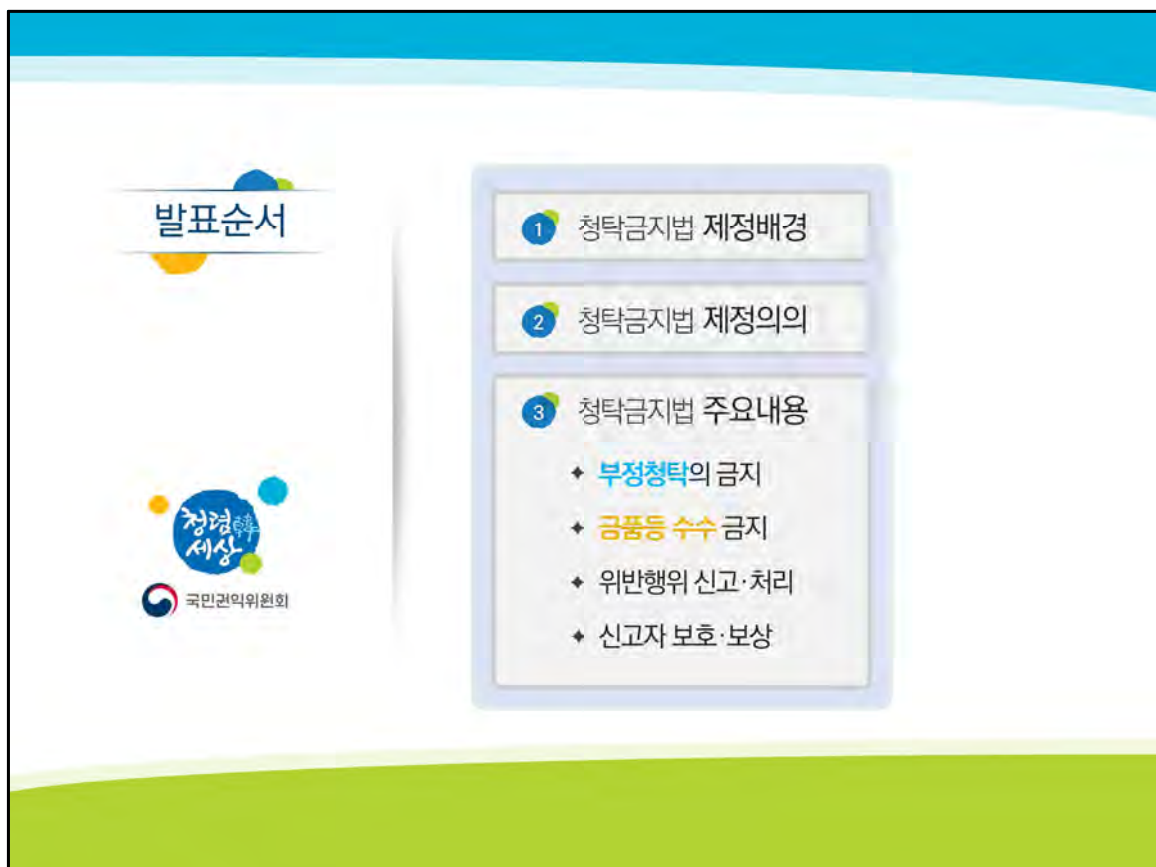 발표순서
1 청탁금지법 제정배경
2 청탁금지법 제정의의
3 청탁금지법 주요내용
부정청탁의 금지
금품등 수수 금지
위반행위 신고·처리
신고자 보호·보상
청렴韓
세상
국민권익위원회